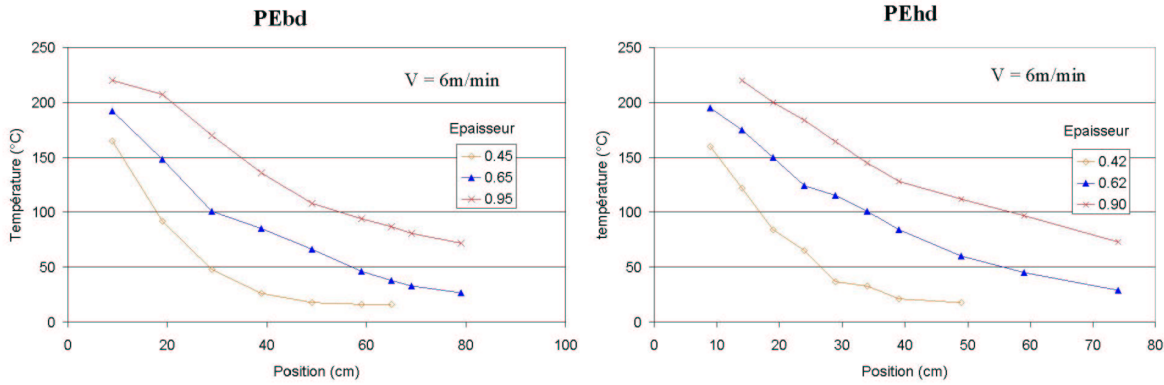 PEbd
250
200
150
100
50
0
Température (°C)
V = 6m/min
Epaisseur
0.45
0.65
0.95
0 20 40 60 80 100
Position (cm)
PEhd
250
200
150
100
50
0
température (°C)
V = 6m/min
Epaisseur
0.42
0.62
0.90
0 10 20 30 40 50 60 70 80
Position (cm)